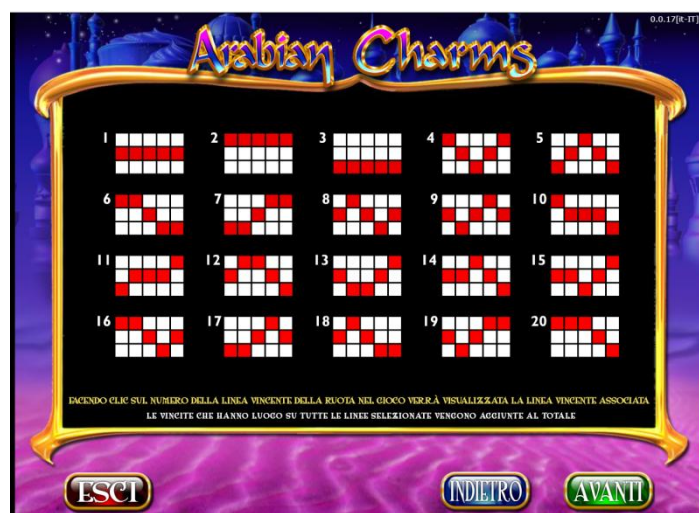 0.0.17[it-IT]
Arabian Charms
1 2 3 4 5
6 7 8 9 10
11 12 13 14 15
16 17 18 19 20
FACENDO CLIC SUL NUMERO DELLA LINEA VINCENTE DELLA RUOTA NEL GIOCO VERRÀ VISUALIZZATA LA LINEA VINCENTE ASSOCIATA
LE VINCITE CHE HANNO LUOGO SU TUTTE LE LINEE SELEZIONATE VENGONO AGGIUNTE AL TOTALE
ESCI INDIETRO AVANTI